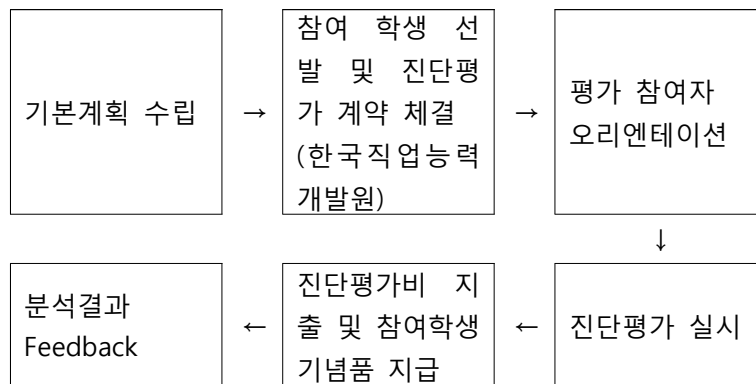 기본계획 수립
→
참여 학생 선
발 및 진단평
가 계약 체결
(한국직업능력
개발원)
→
평가 참여자
오리엔테이션
↓
진단평가 실시
←
진단평가비 지
출 및 참여학생
기념품 지급
←
분석결과
Feedback